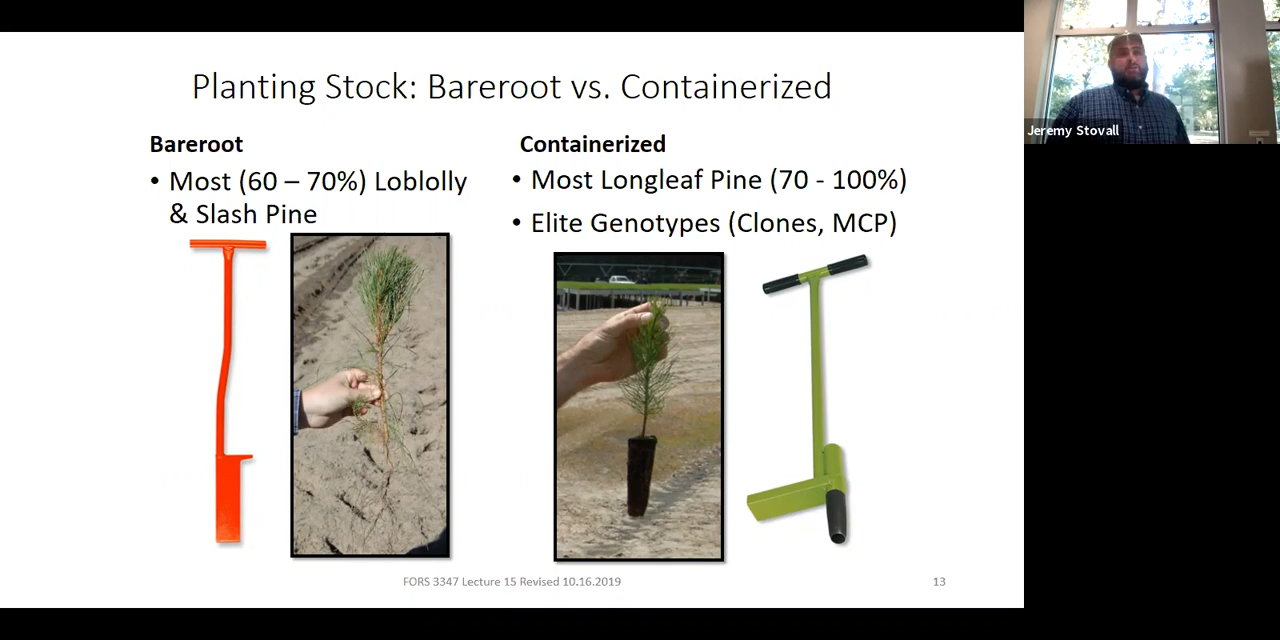 Planting Stock: Bareroot vs. Containerized
Bareroot
• Most (60 – 70%) Loblolly
& Slash Pine
Containerized
• Most Longleaf Pine (70 - 100%)
• Elite Genotypes (Clones, MCP)
FORS 3347 Lecture 15 Revised 10.16.2019
13
Jeremy Stovall